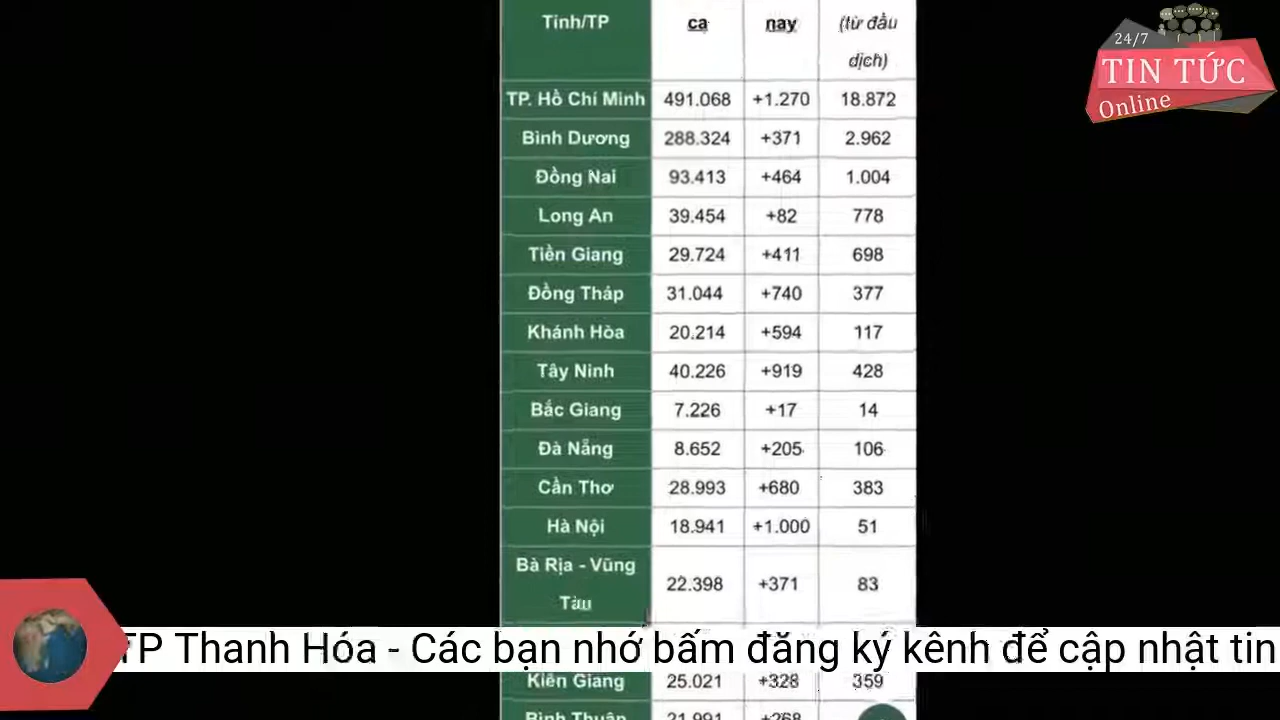 Tỉnh/TP ca nay (từ đầu
dịch)
TP. Hồ Chí Minh 491.068 +1.270 18.872
Bình Dương 288.324 +371 2.962
Đồng Nai 93.413 +464 1.004
Long An 39.454 +82 778
Tiền Giang 29.724 +411 698
Đồng Tháp 31.044 +740 377
Khánh Hòa 20.214 +594 117
Tây Ninh 40.226 +919 428
Bắc Giang 7.226 +17 14
Đà Nẵng 8.652 +205 106
Cần Thơ 28.993 +680 383
Hà Nội 18.941 +1.000 51
Bà Rịa - Vũng
Tàu 22.398 +371 83
Kiên Giang 25.021 +328 359
Bình Thuận 21.991 +268
24/7
TIN TỨC
Online
TP Thanh Hóa - Các bạn nhớ bấm đăng ký kênh để cập nhật tin